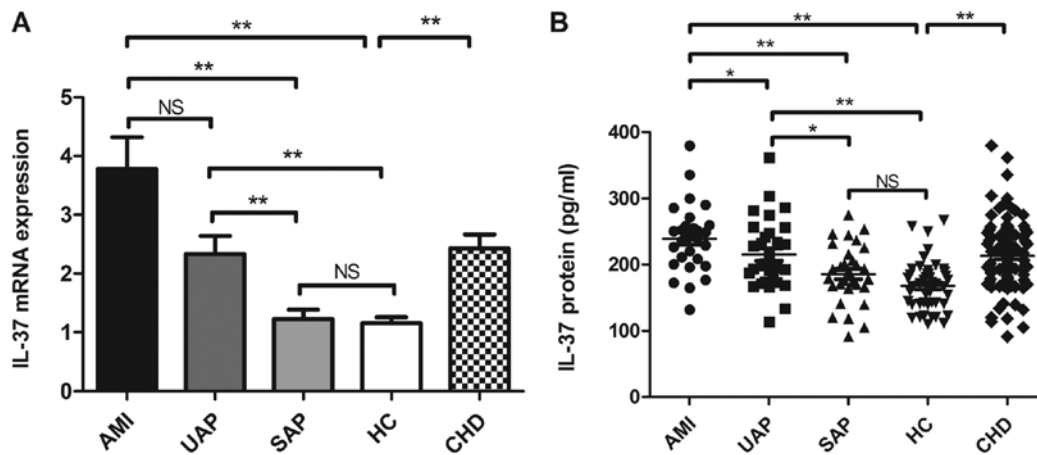 A
**
**
**
NS
**
**
NS
IL-37 mRNA expression
5
4
3
2
1
0
AMI
UAP
SAP
HC
CHD
B
**
**
**
*
**
*
NS
IL-37 protein (pg/ml)
400
300
200
100
0
AMI
UAP
SAP
HC
CHD